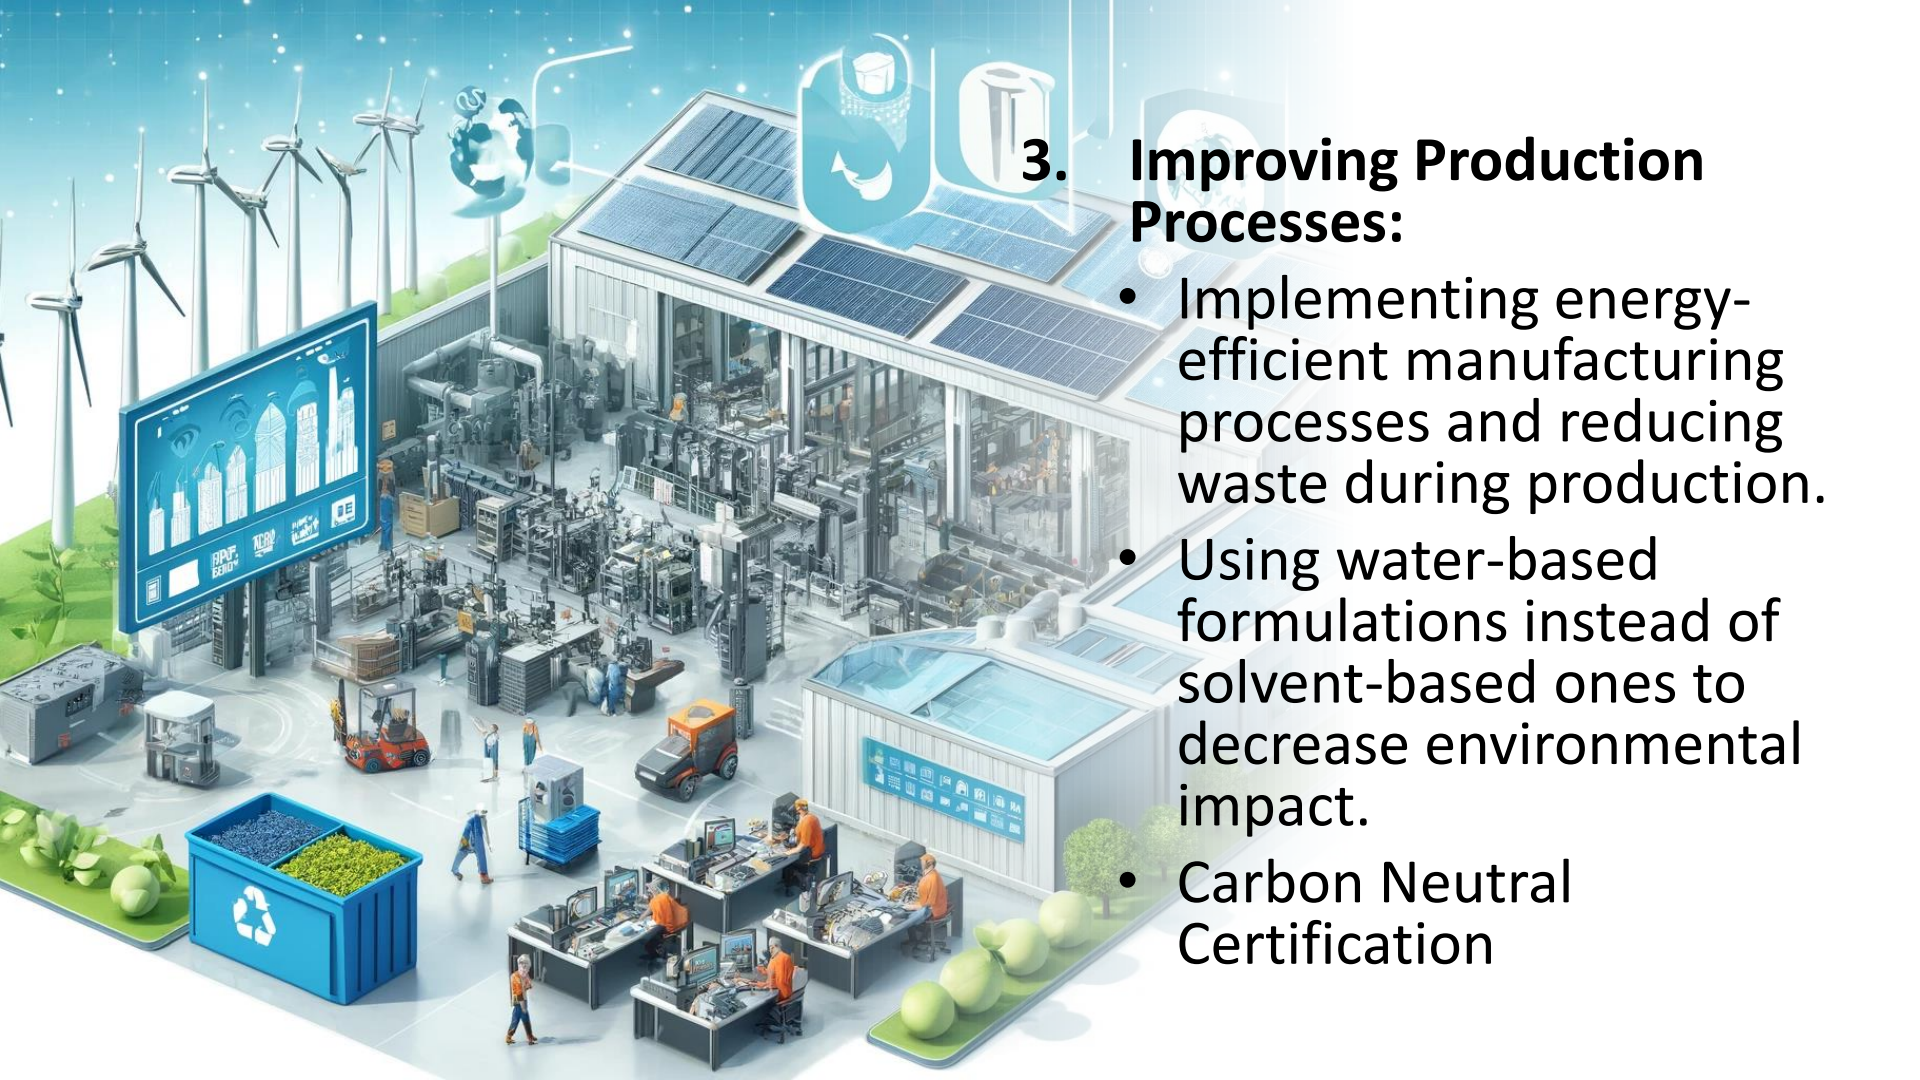 3. Improving Production
Processes:
• Implementing energy-
efficient manufacturing
processes and reducing
waste during production.
• Using water-based
formulations instead of
solvent-based ones to
decrease environmental
impact.
• Carbon Neutral
Certification